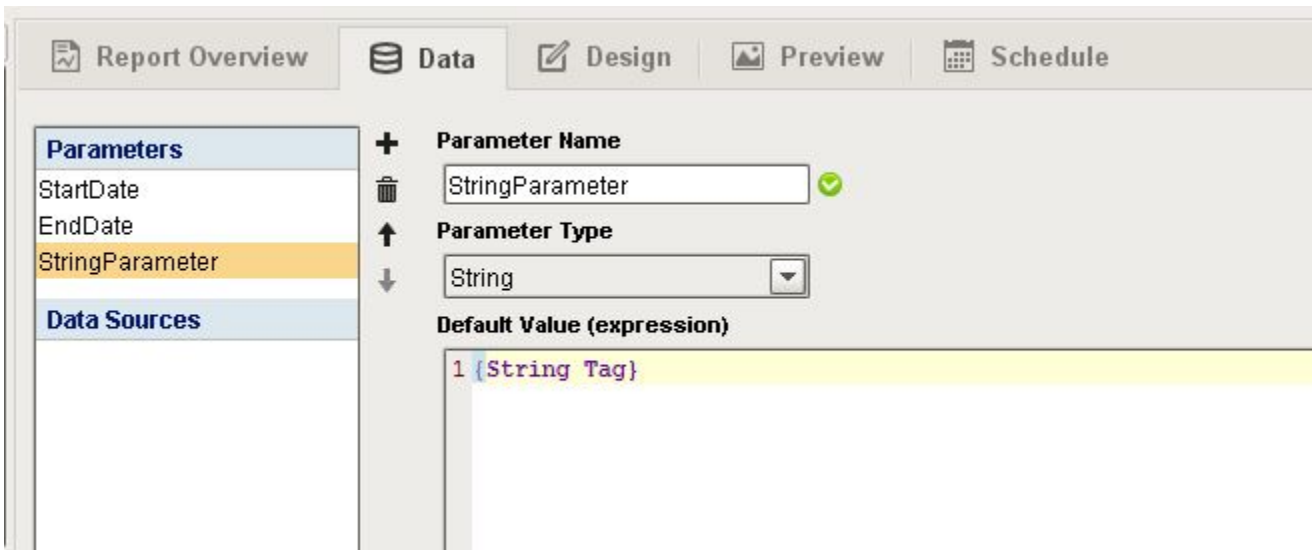 Report Overview Data Design Preview Schedule
Parameters
StartDate
EndDate
StringParameter
Data Sources
Parameter Name
StringParameter
Parameter Type
String
Default Value (expression)
1 {String Tag}